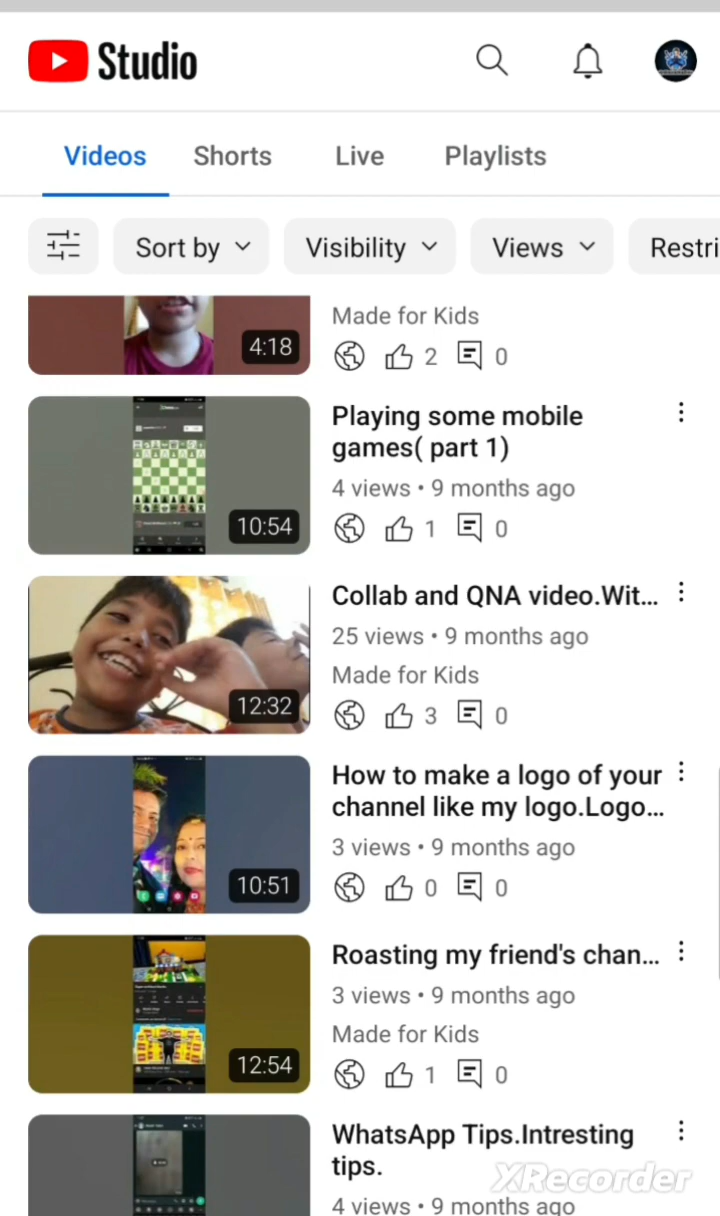 Studio
Videos Shorts Live Playlists
Sort by Visibility Views Restri
Made for Kids
4:18
2 0
Playing some mobile
games( part 1)
4 views • 9 months ago
10:54
1 0
Collab and QNA video.Wit...
25 views • 9 months ago
Made for Kids
12:32
3 0
How to make a logo of your
channel like my logo.Logo...
3 views • 9 months ago
10:51
0 0
Roasting my friend's chan...
3 views • 9 months ago
Made for Kids
12:54
1 0
WhatsApp Tips.Intresting
tips.
XRecorder
4 views • 9 months ago